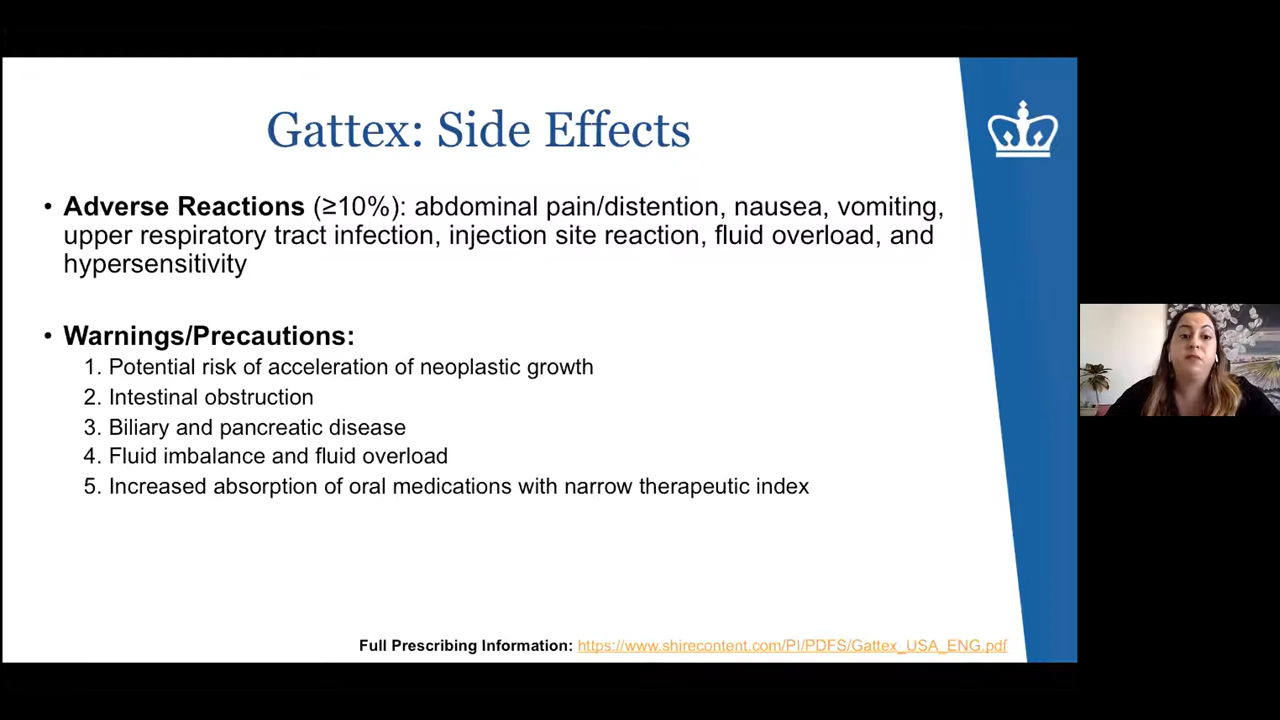 Gattex: Side Effects
• Adverse Reactions (≥10%): abdominal pain/distention, nausea, vomiting,
upper respiratory tract infection, injection site reaction, fluid overload, and
hypersensitivity
• Warnings/Precautions:
1. Potential risk of acceleration of neoplastic growth
2. Intestinal obstruction
3. Biliary and pancreatic disease
4. Fluid imbalance and fluid overload
5. Increased absorption of oral medications with narrow therapeutic index
Full Prescribing Information: https://www.shirecontent.com/PI/PDFS/Gattex_USA_ENG.pdf